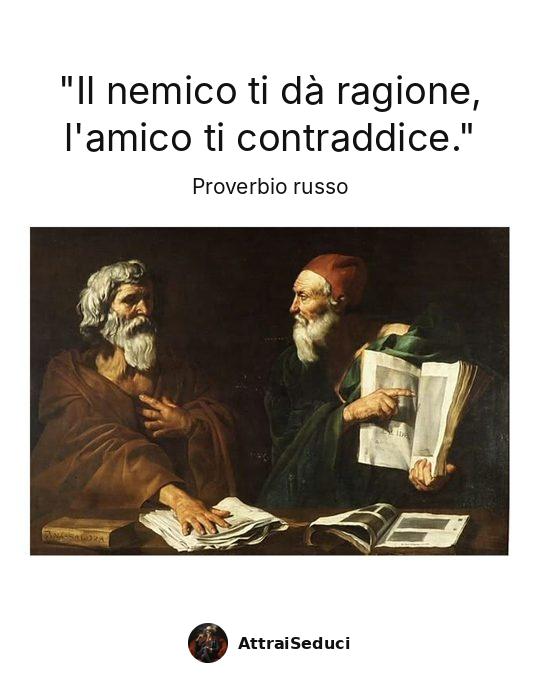 "Il nemico ti dà ragione,
l'amico ti contraddice."
Proverbio russo
AttraiSeduci